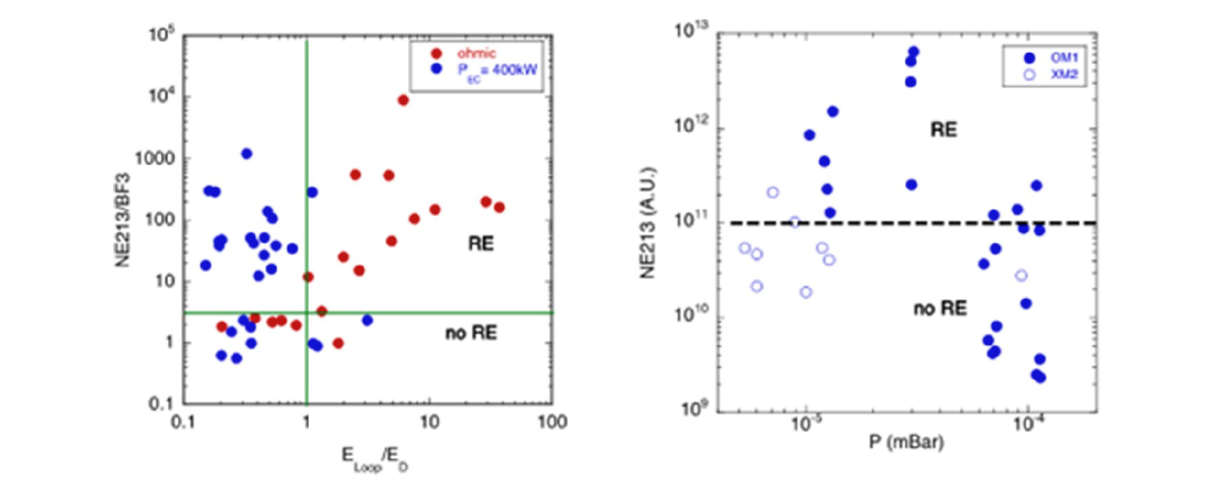 10^5
10^4
1000
100
10
1
0.1
NE213/BF3
ohmic
P_EC = 400kW
RE
no RE
0.1
1
10
100
E_Loop/E_D
10^13
10^12
10^11
10^10
10^9
NE213 (A.U.)
OM1
XM2
RE
no RE
10^-5
10^-4
P (mBar)